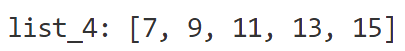 list_4: [7, 9, 11, 13, 15]